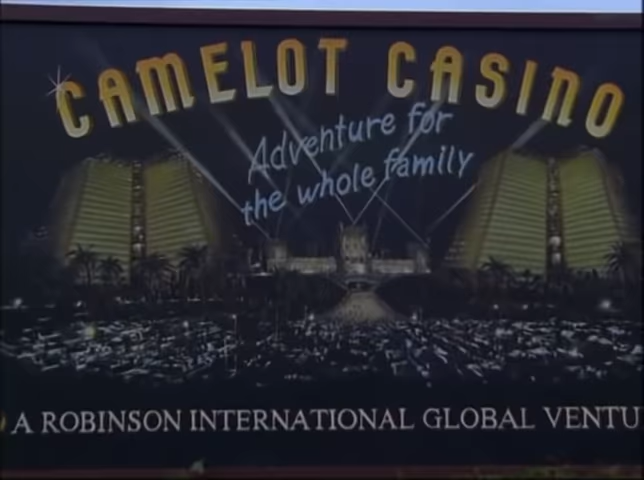 CAMELOT CASINO
Adventure for
the whole family
A ROBINSON INTERNATIONAL GLOBAL VENTU